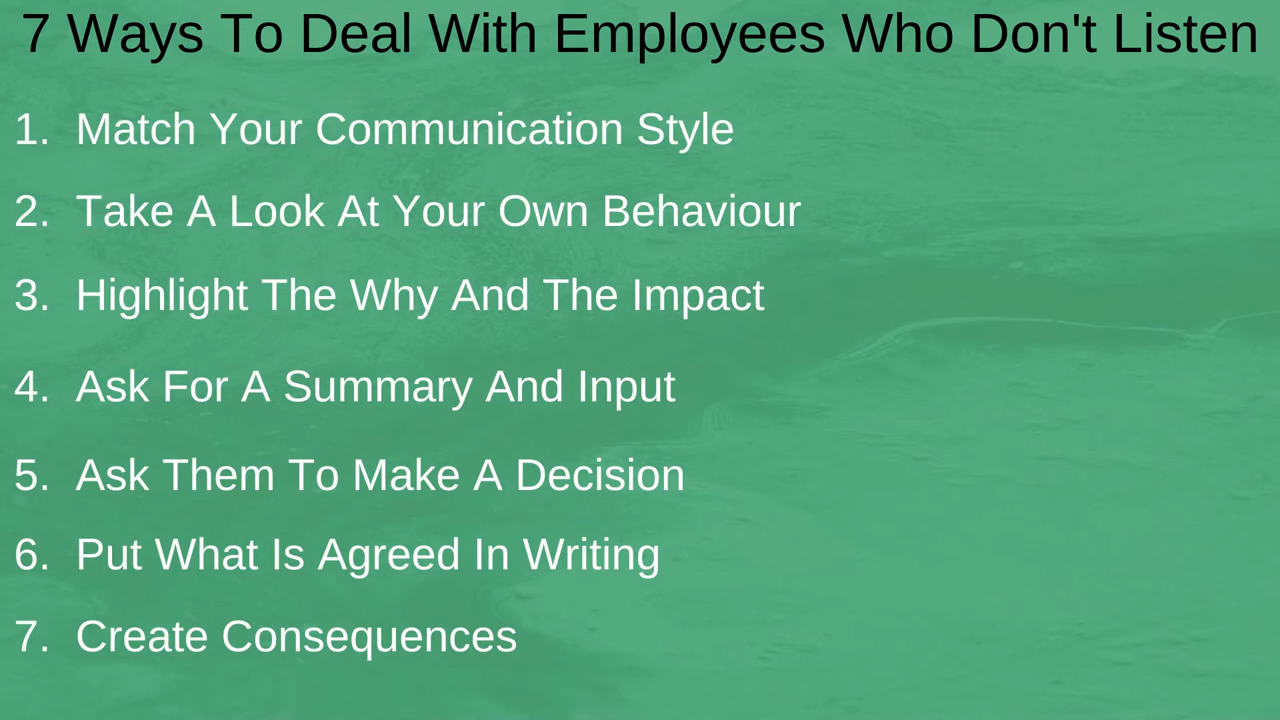 7 Ways To Deal With Employees Who Don't Listen
1. Match Your Communication Style
2. Take A Look At Your Own Behaviour
3. Highlight The Why And The Impact
4. Ask For A Summary And Input
5. Ask Them To Make A Decision
6. Put What Is Agreed In Writing
7. Create Consequences